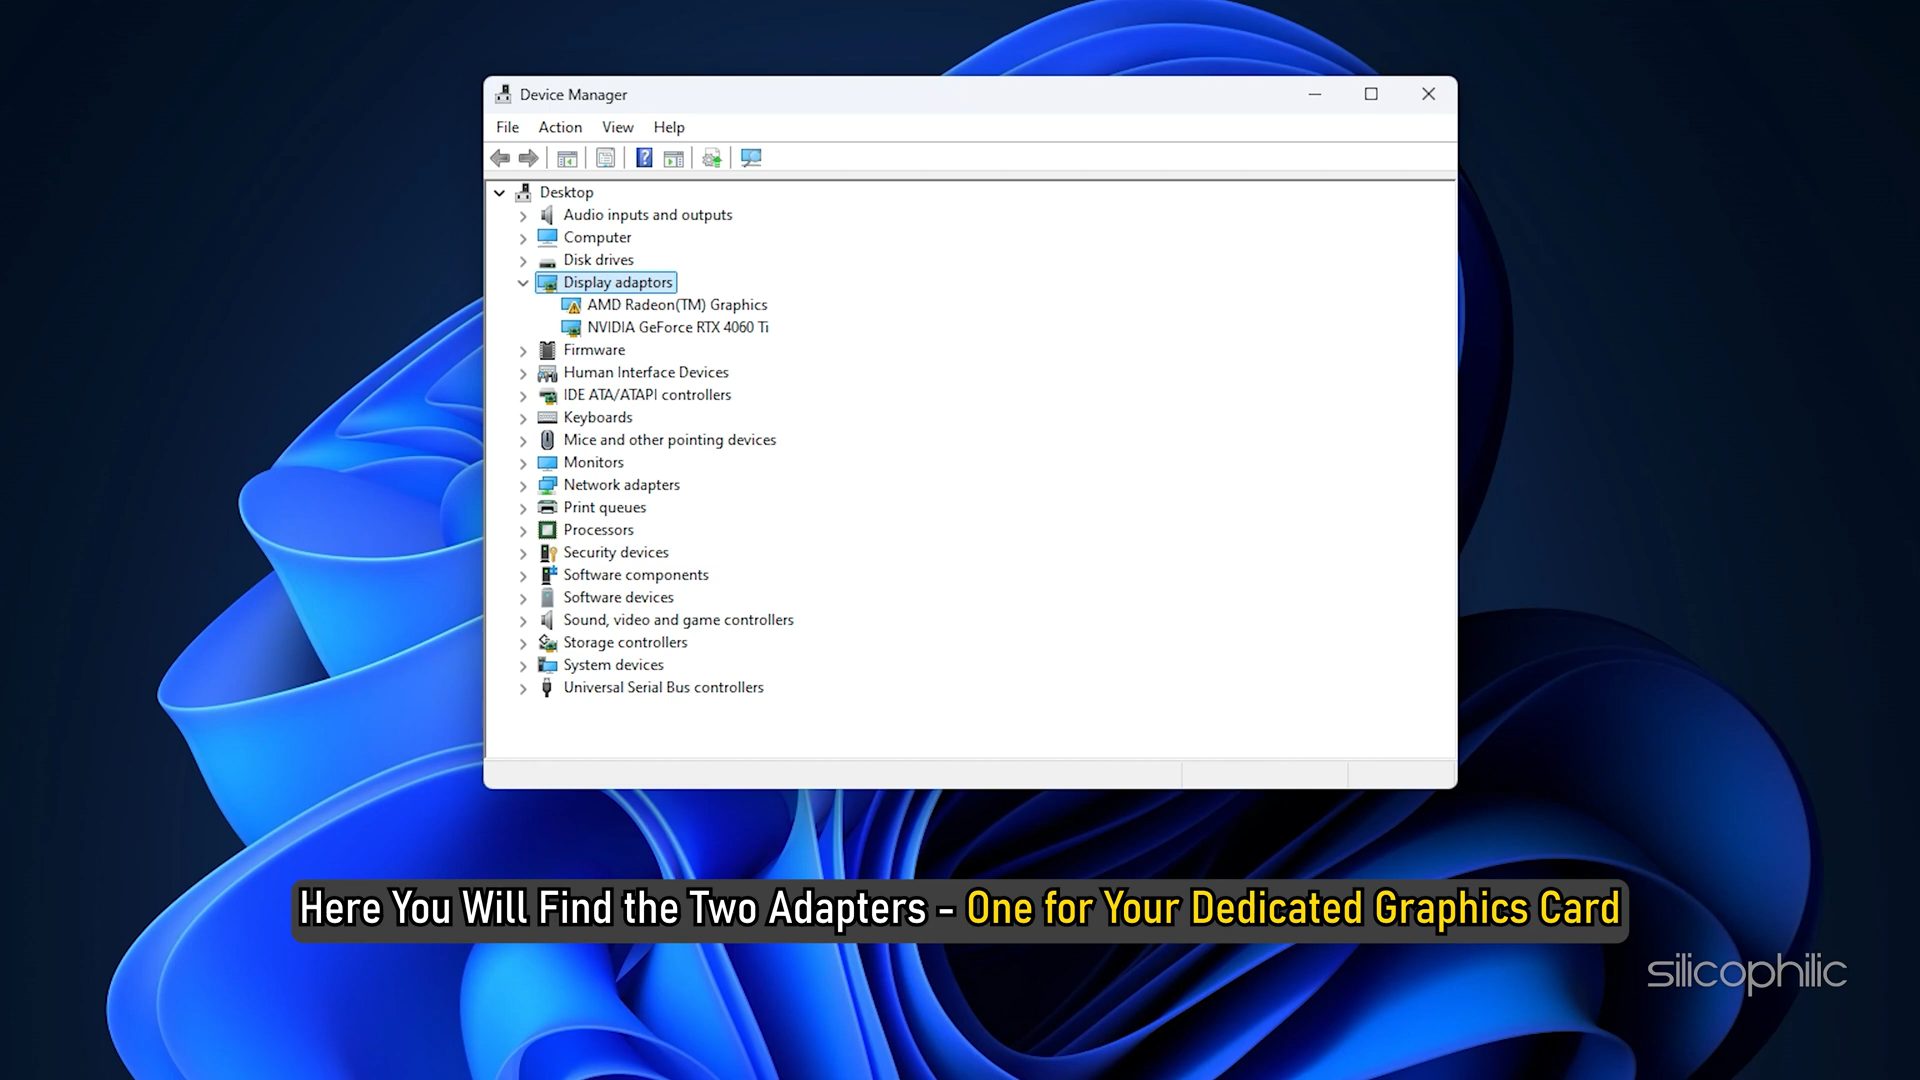 Device Manager
File Action View Help
Desktop
Audio inputs and outputs
Computer
Disk drives
Display adaptors
AMD Radeon(TM) Graphics
NVIDIA GeForce RTX 4060 Ti
Firmware
Human Interface Devices
IDE ATA/ATAPI controllers
Keyboards
Mice and other pointing devices
Monitors
Network adapters
Print queues
Processors
Security devices
Software components
Software devices
Sound, video and game controllers
Storage controllers
System devices
Universal Serial Bus controllers
Here You Will Find the Two Adapters - One for Your Dedicated Graphics Card
silicophilic